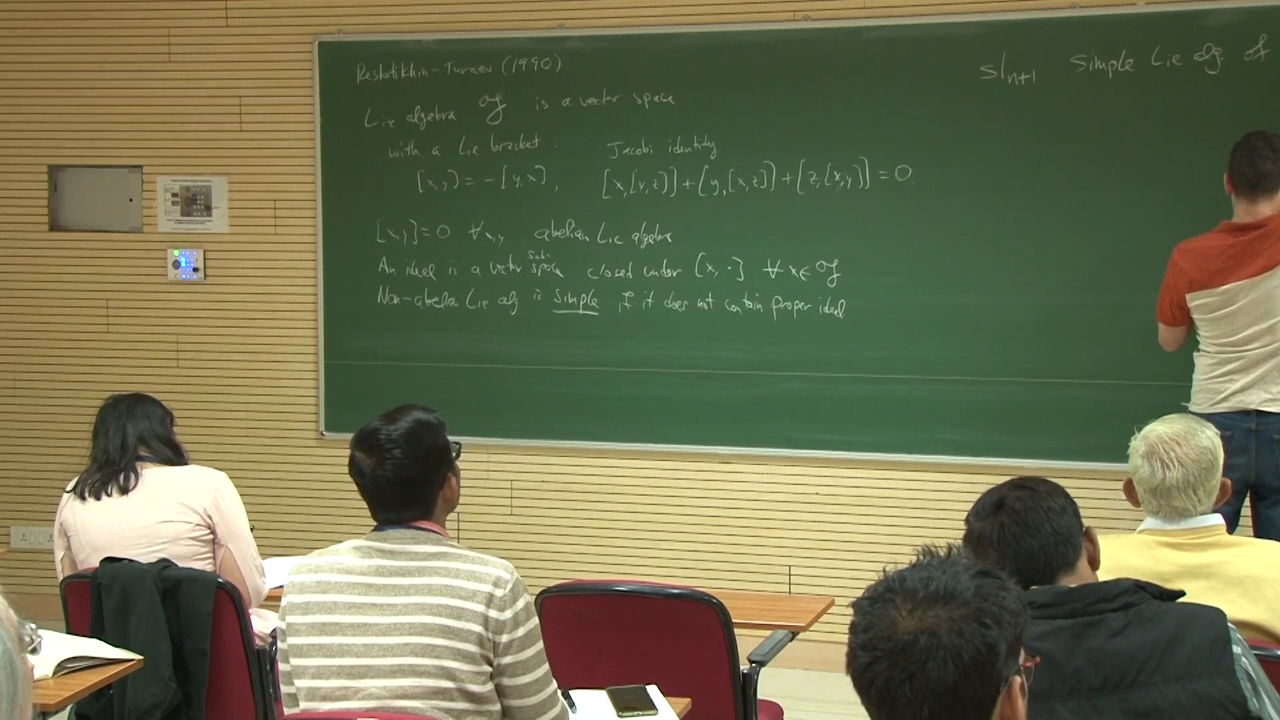 Reshetikhin-Turaev (1990)
Lie algebra 𝔤 is a vector space
with a Lie bracket. Jacobi identity
[x,y) = -[y,x], [x,[y,z]]+[y,[x,z]]+[z,[x,y]]=0
[x,y]=0 ∀x,y abelian Lie algebra
An ideal is a vector subspace closed under [x, ·] ∀ x∈𝔤
Non-abelian Lie alg is simple if it does not contain proper ideal
sl_{n+1} simple Lie alg. of